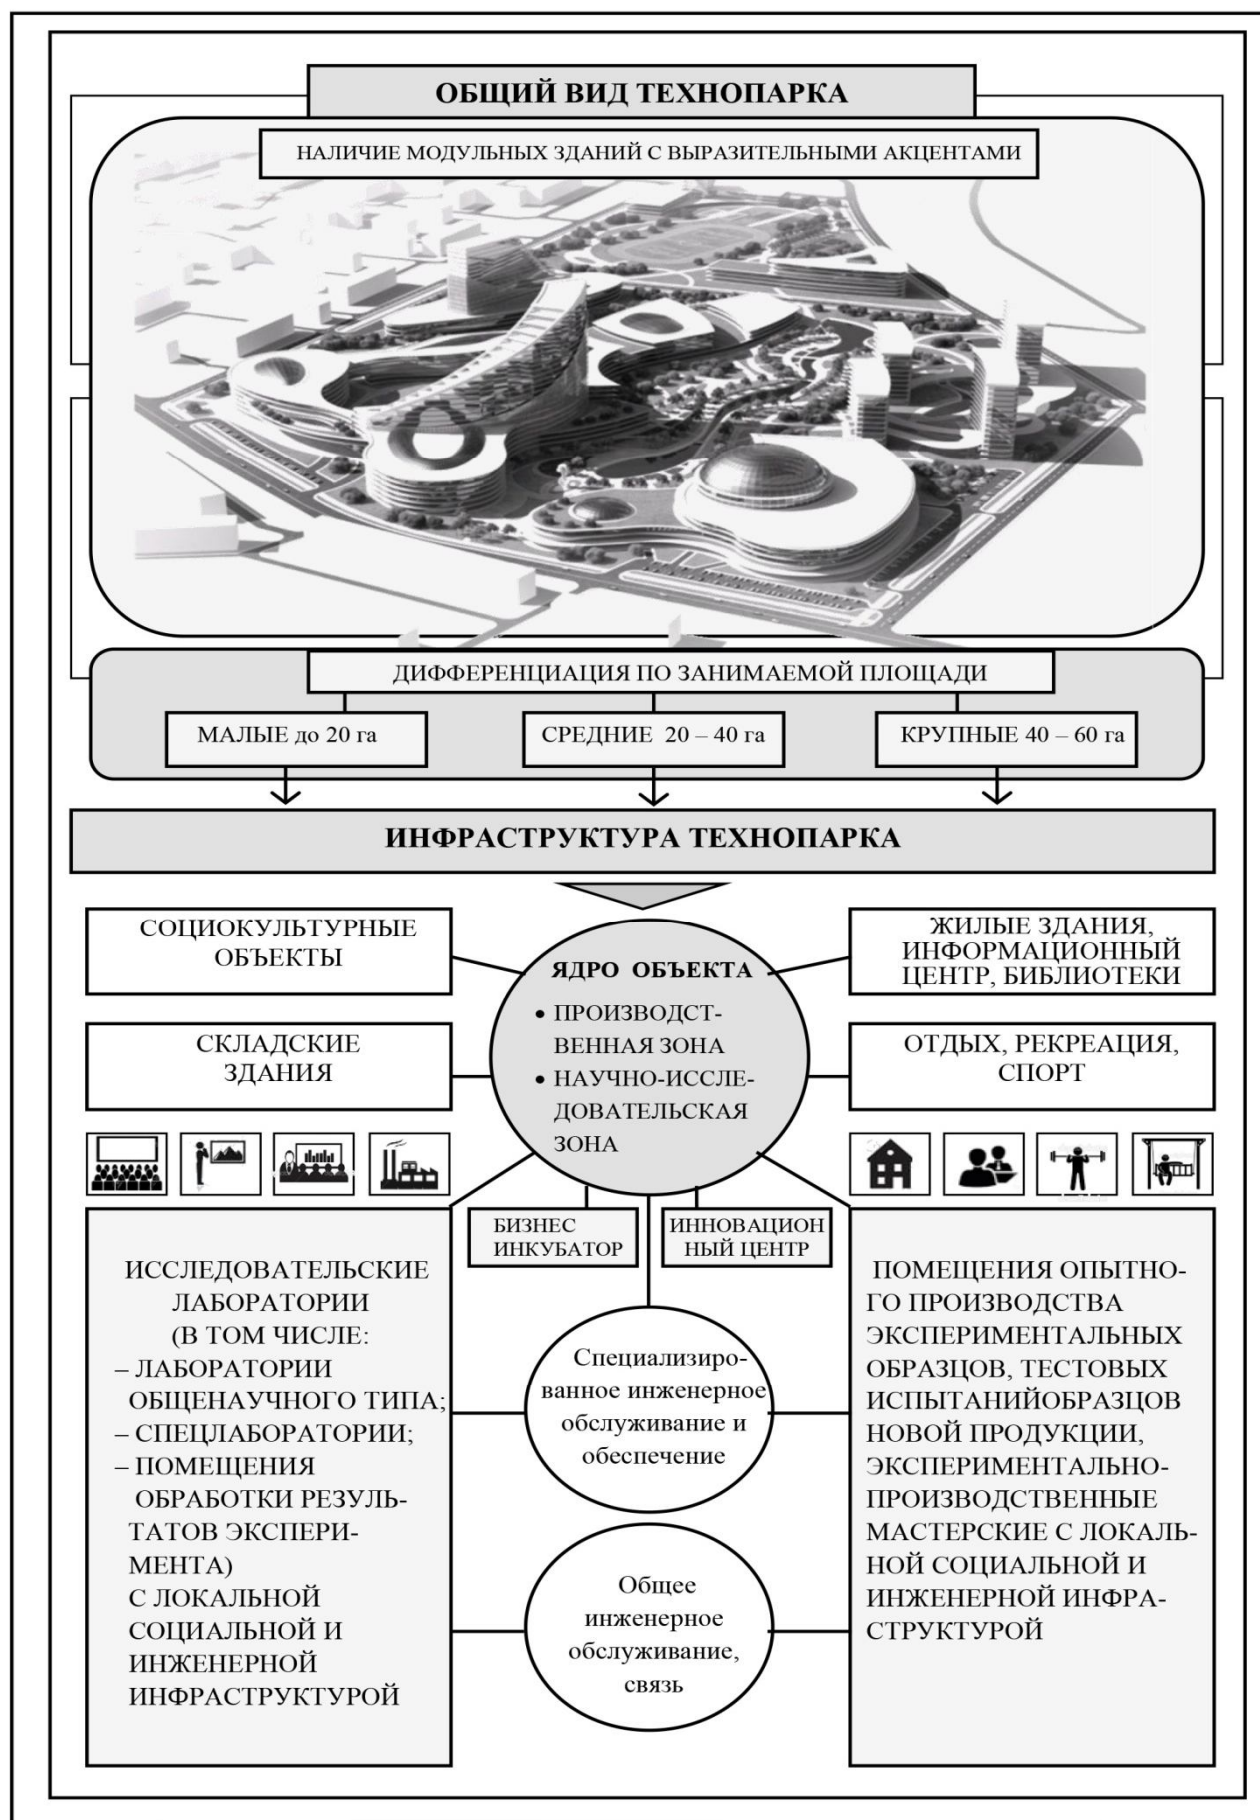 ОБЩИЙ ВИД ТЕХНОПАРКА
НАЛИЧИЕ МОДУЛЬНЫХ ЗДАНИЙ С ВЫРАЗИТЕЛЬНЫМИ АКЦЕНТАМИ
ДИФФЕРЕНЦИАЦИЯ ПО ЗАНИМАЕМОЙ ПЛОЩАДИ
МАЛЫЕ до 20 га
СРЕДНИЕ 20 – 40 га
КРУПНЫЕ 40 – 60 га
ИНФРАСТРУКТУРА ТЕХНОПАРКА
СОЦИОКУЛЬТУРНЫЕ
ОБЪЕКТЫ
СКЛАДСКИЕ
ЗДАНИЯ
ЯДРО ОБЪЕКТА
• ПРОИЗВОДСТ-
ВЕННАЯ ЗОНА
• НАУЧНО-ИССЛЕ-
ДОВАТЕЛЬСКАЯ
ЗОНА
ЖИЛЫЕ ЗДАНИЯ,
ИНФОРМАЦИОННЫЙ
ЦЕНТР, БИБЛИОТЕКИ
ОТДЫХ, РЕКРЕАЦИЯ,
СПОРТ
БИЗНЕС
ИНКУБАТОР
ИННОВАЦИОН
НЫЙ ЦЕНТР
ИССЛЕДОВАТЕЛЬСКИЕ
ЛАБОРАТОРИИ
(В ТОМ ЧИСЛЕ:
– ЛАБОРАТОРИИ
ОБЩЕНАУЧНОГО ТИПА;
– СПЕЦЛАБОРАТОРИИ;
– ПОМЕЩЕНИЯ
ОБРАБОТКИ РЕЗУЛЬ-
ТАТОВ ЭКСПЕРИ-
МЕНТА)
С ЛОКАЛЬНОЙ
СОЦИАЛЬНОЙ И
ИНЖЕНЕРНОЙ
ИНФРАСТРУКТУРОЙ
Специализиро-
ванное инженерное
обслуживание и
обеспечение
Общее
инженерное
обслуживание,
связь
ПОМЕЩЕНИЯ ОПЫТНО-
ГО ПРОИЗВОДСТВА
ЭКСПЕРИМЕНТАЛЬНЫХ
ОБРАЗЦОВ, ТЕСТОВЫХ
ИСПЫТАНИЙОБРАЗЦОВ
НОВОЙ ПРОДУКЦИИ,
ЭКСПЕРИМЕНТАЛЬНО-
ПРОИЗВОДСТВЕННЫЕ
МАСТЕРСКИЕ С ЛОКАЛЬ-
НОЙ СОЦИАЛЬНОЙ И
ИНЖЕНЕРНОЙ ИНФРА-
СТРУКТУРОЙ